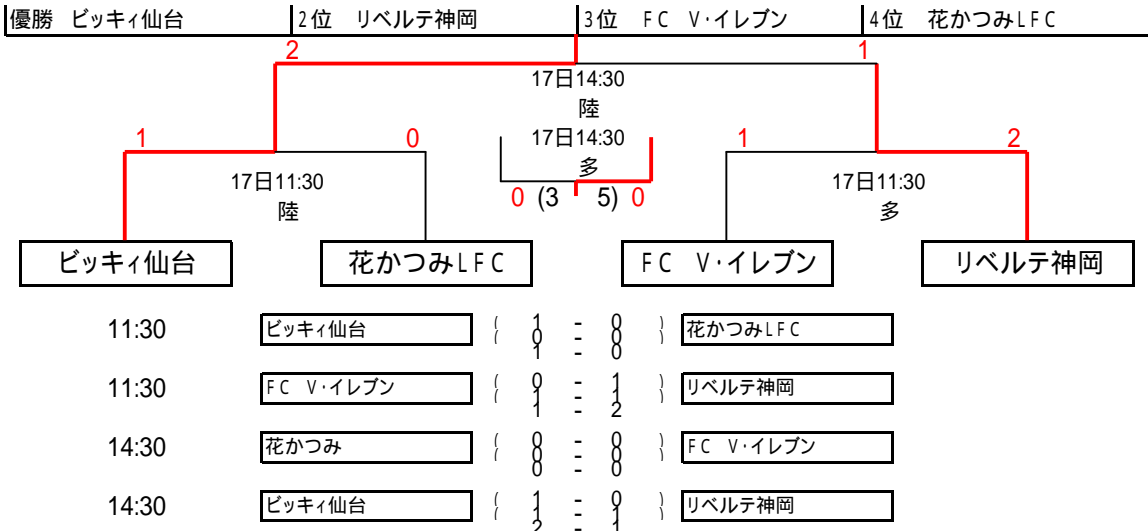 優勝 ビッキィ仙台 2位 リベルテ神岡 3位 FC V・イレブン 4位 花かつみLFC
2 1
17日14:30
陸
1 0 17日14:30 1 2
多
17日11:30 0 (3 5) 0 17日11:30
陸 多
ビッキィ仙台 花かつみLFC FC V・イレブン リベルテ神岡
11:30 ビッキィ仙台 ( 1 - 0 ) 花かつみLFC
( 0 - 0 )
1 - 0
11:30 FC V・イレブン ( 0 - 1 ) リベルテ神岡
( 1 - 1 )
1 - 2
14:30 花かつみ ( 0 - 0 ) FC V・イレブン
( 0 - 0 )
0 - 0
14:30 ビッキィ仙台 ( 1 - 0 ) リベルテ神岡
( 1 - 1 )
2 - 1